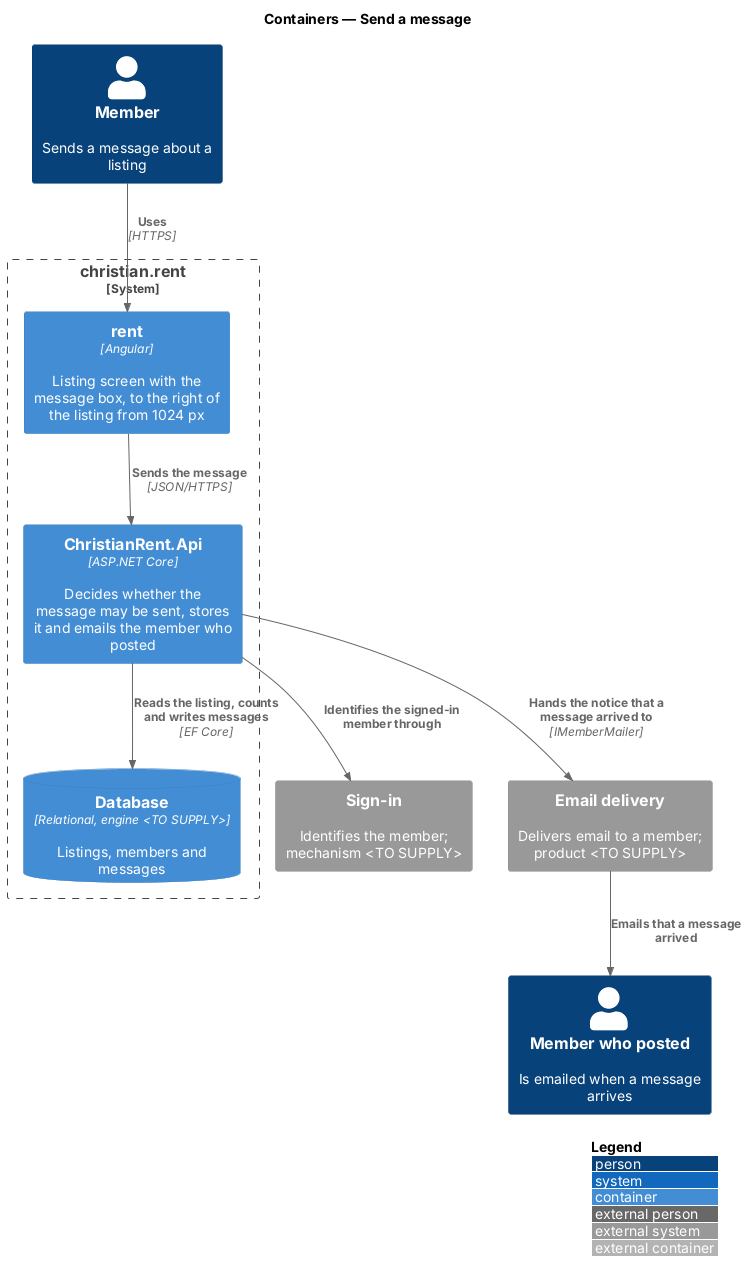 Containers — Send a message
Member
Sends a message about a
listing
Uses
[HTTPS]
christian.rent
[System]
rent
[Angular]
Listing screen with the
message box, to the right of
the listing from 1024 px
Sends the message
[JSON/HTTPS]
ChristianRent.Api
[ASP.NET Core]
Decides whether the
message may be sent, stores
it and emails the member who
posted
Reads the listing, counts
and writes messages
[EF Core]
Identifies the signed-in
member through
Hands the notice that a
message arrived to
[IMemberMailer]
Database
[Relational, engine <TO SUPPLY>]
Listings, members and
messages
Sign-in
Identifies the member;
mechanism <TO SUPPLY>
Email delivery
Delivers email to a member;
product <TO SUPPLY>
Emails that a message
arrived
Member who posted
Is emailed when a message
arrives
Legend
person
system
container
external person
external system
external container